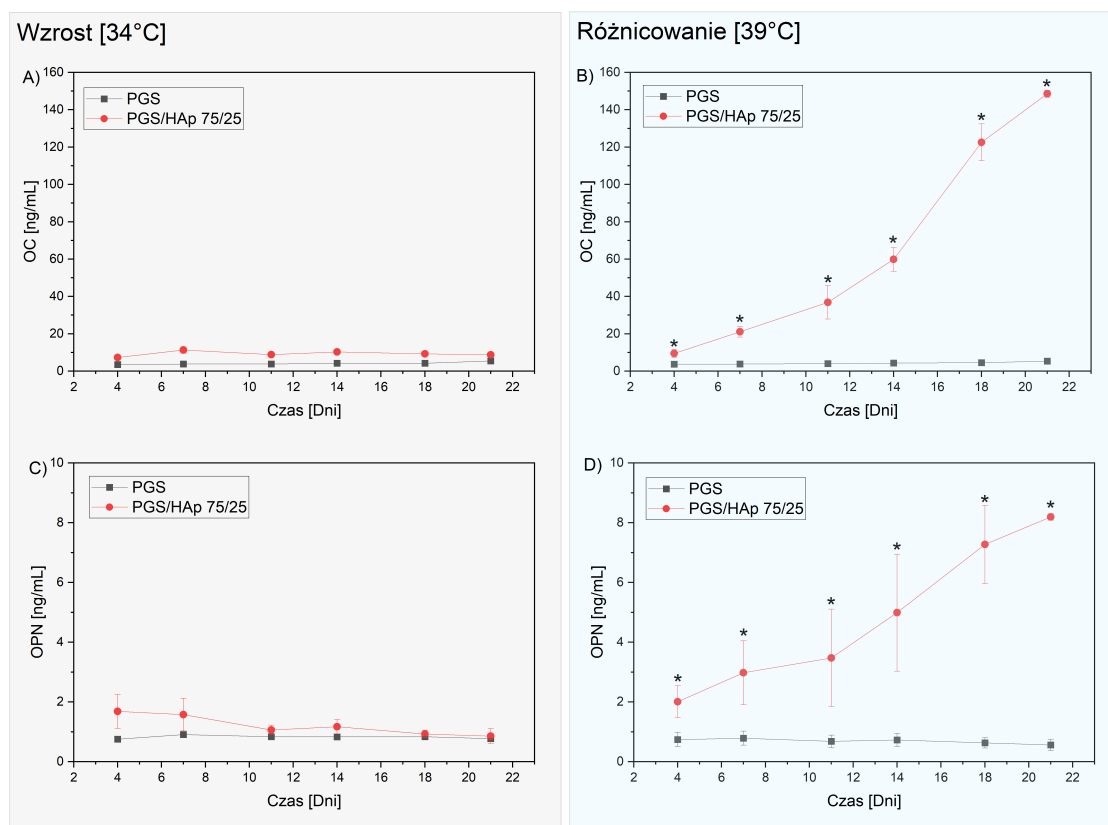 Wzrost [34°C]
A)
160
140
120
100
80
60
40
20
0
OC [ng/mL]
PGS
PGS/HAp 75/25
2 4 6 8 10 12 14 16 18 20 22
Czas [Dni]
Różnicowanie [39°C]
B)
160
140
120
100
80
60
40
20
0
OC [ng/mL]
PGS
PGS/HAp 75/25
* * * * * *
2 4 6 8 10 12 14 16 18 20 22
Czas [Dni]
C)
10
8
6
4
2
0
OPN [ng/mL]
PGS
PGS/HAp 75/25
2 4 6 8 10 12 14 16 18 20 22
Czas [Dni]
D)
10
8
6
4
2
0
OPN [ng/mL]
PGS
PGS/HAp 75/25
* * * * * *
2 4 6 8 10 12 14 16 18 20 22
Czas [Dni]